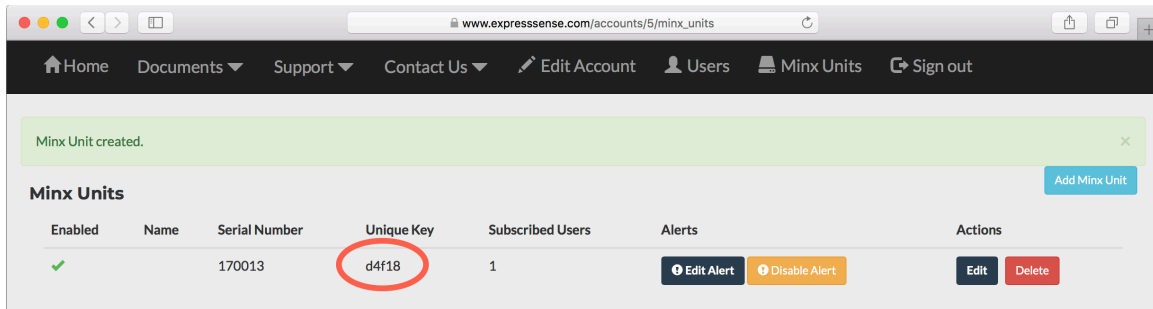 www.expresssense.com/accounts/5/minx_units
Home Documents Support Contact Us Edit Account Users Minx Units Sign out
Minx Unit created. ×
Add Minx Unit
Minx Units
Enabled Name Serial Number Unique Key Subscribed Users Alerts Actions
170013 d4f18 1 Edit Alert Disable Alert Edit Delete